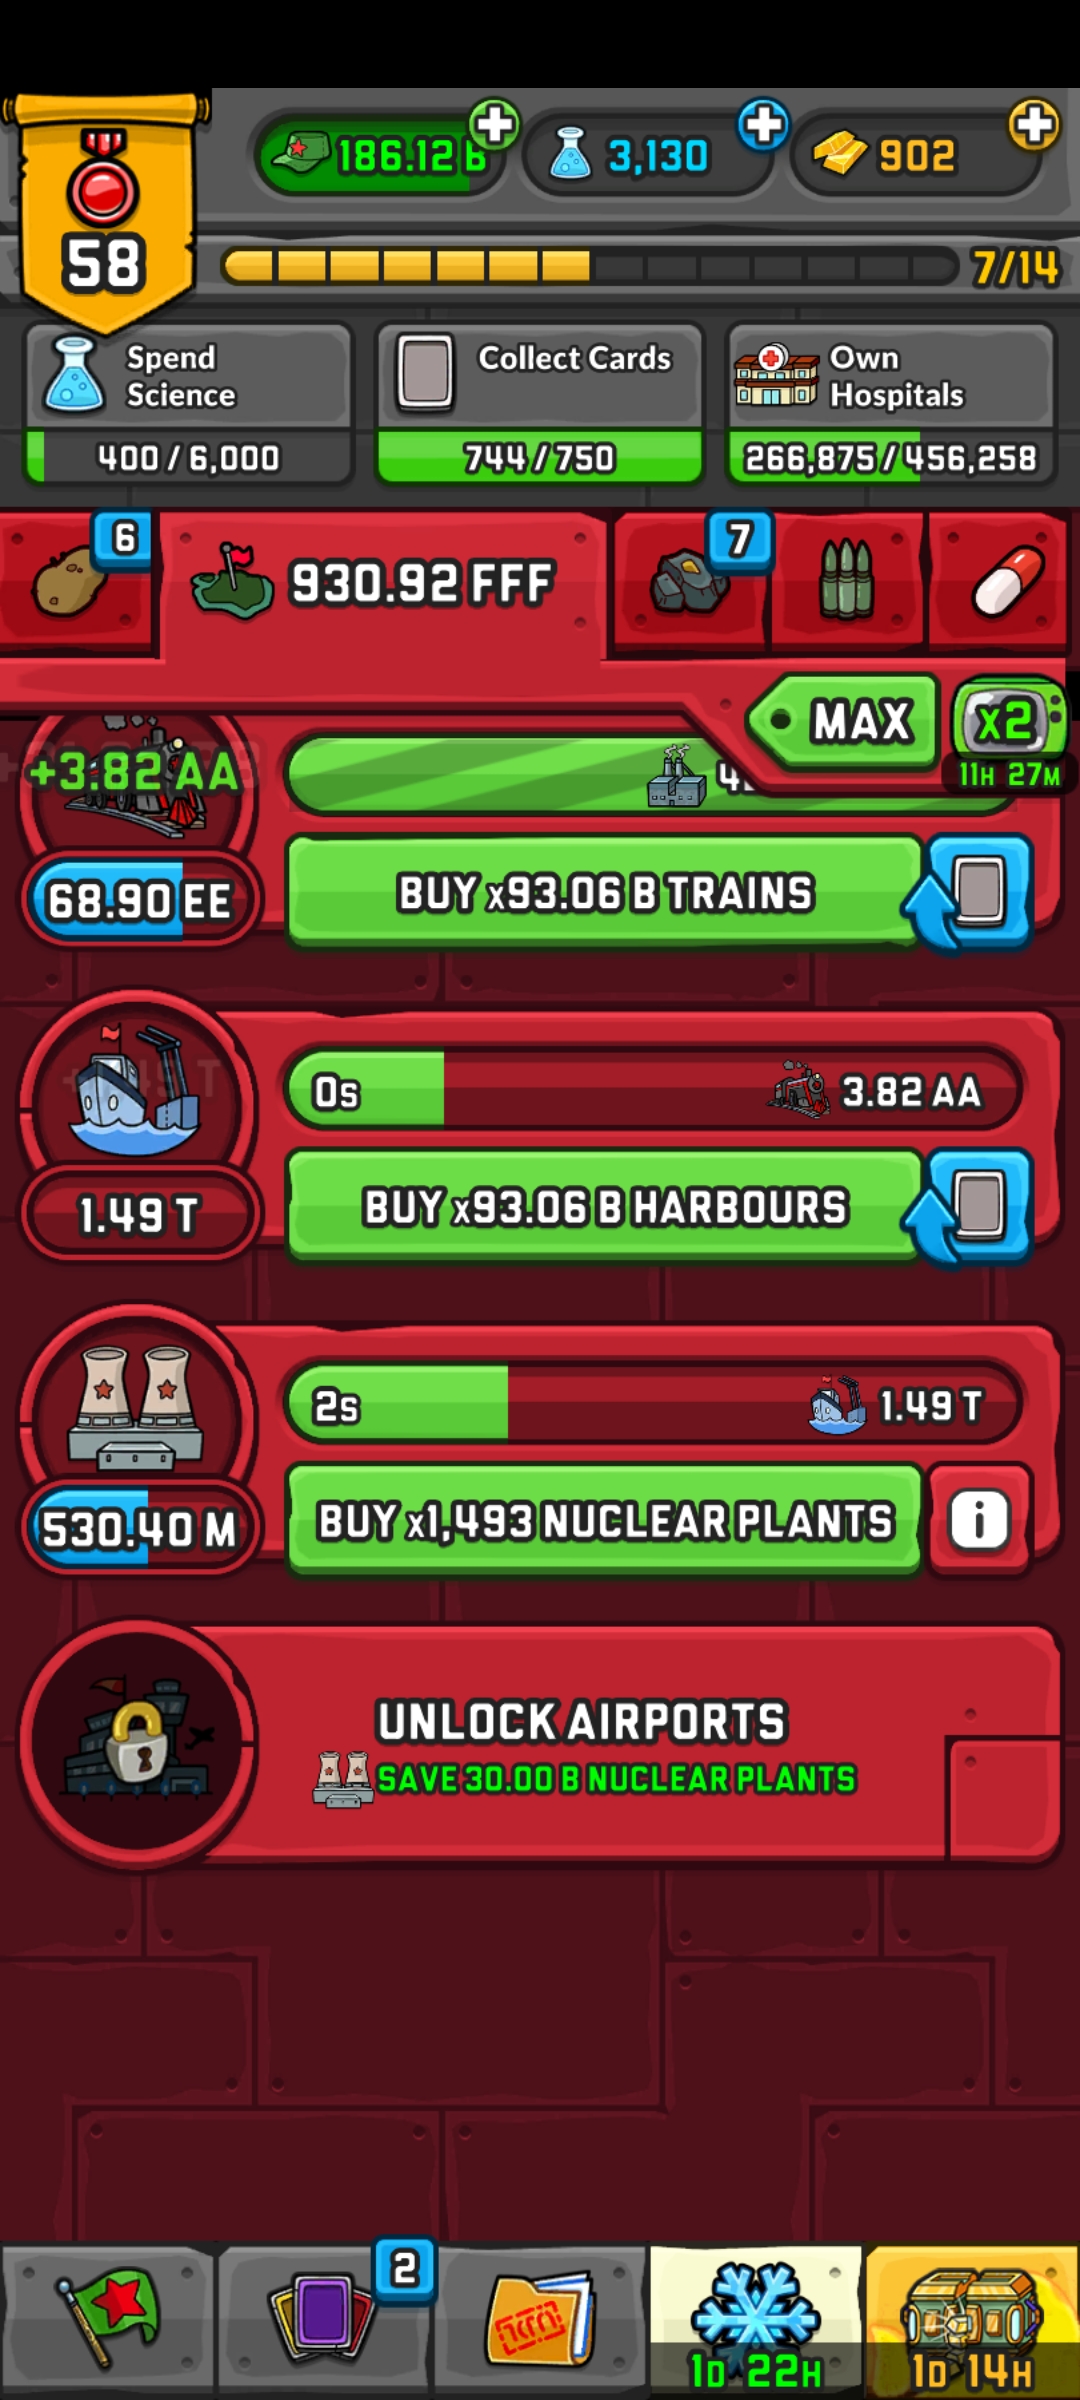 186.12 B
3,130
902
58
7/14
Spend
Science
400 / 6,000
Collect Cards
744 / 750
Own
Hospitals
266,875 / 456,258
6
930.92 FFF
7
MAX
x2
11H 27M
+3.82 AA
68.90 EE
BUY x93.06 B TRAINS
0s
3.82 AA
1.49 T
BUY x93.06 B HARBOURS
2s
1.49 T
530.40 M
BUY x1,493 NUCLEAR PLANTS
i
UNLOCK AIRPORTS
SAVE 30.00 B NUCLEAR PLANTS
2
1D 22H
1D 14H